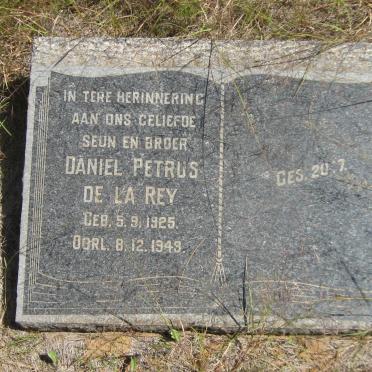 IN TERE HERINNERING
AAN ONS GELIEFDE
SEUN EN BROER
DANIEL PETRUS
DE LA REY
GEB. 5. 9. 1925.
OORL. 8. 12. 1949.
GES. 20 7.